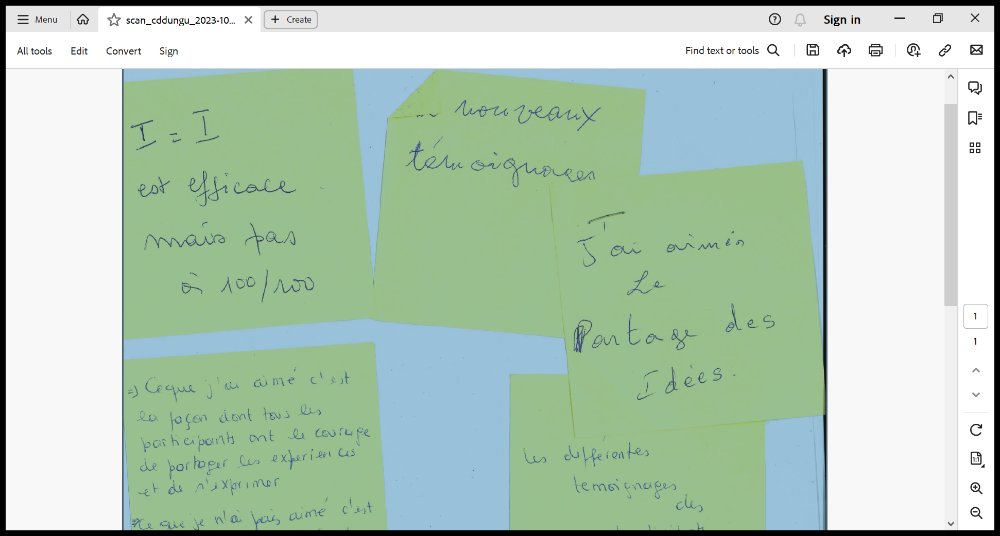 Menu
scan_cddungu_2023-10...
Create
Sign in
All tools
Edit
Convert
Sign
Find text or tools
I = I
est efficace
mais pas
à 100/100
nouveaux
témoignages
J'ai aimés
Le
Partage des
Idées.
=> Ceque j'ai aimé c'est
la façon dont tous les
participants ont le courage
de partager les experiences
et de s'exprimer
=> Ce que je n'ai pas aimé c'est
les différentes
temoignages
des
1
1
1:1